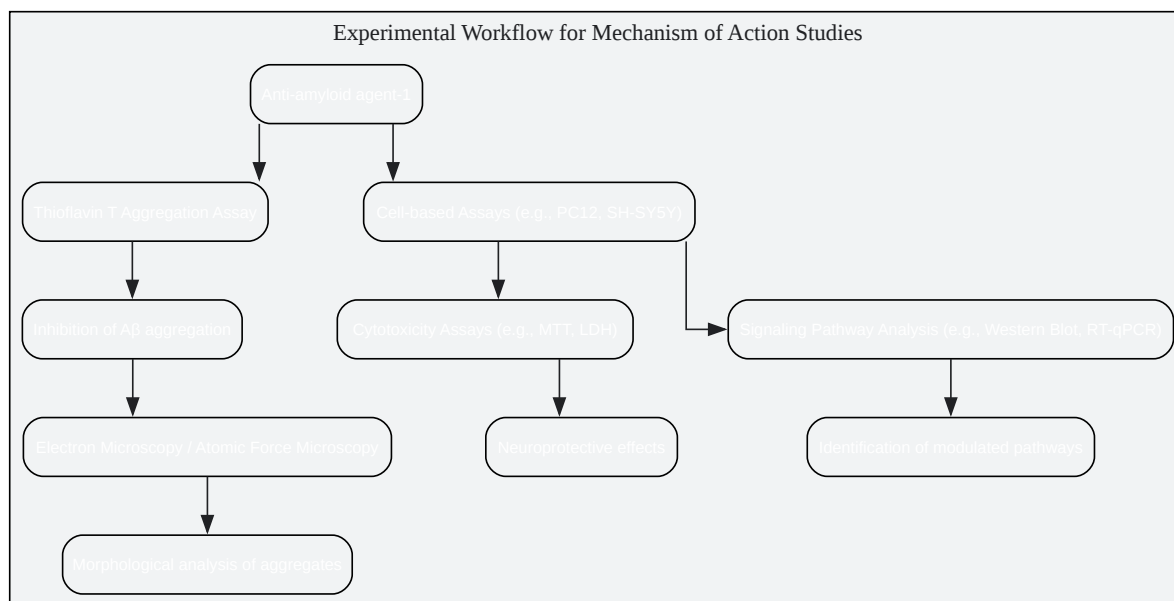 Experimental Workflow for Mechanism of Action Studies
Anti-amyloid agent-1
Thioflavin T Aggregation Assay
Cell-based Assays (e.g., PC12, SH-SY5Y)
Inhibition of Aβ aggregation
Cytotoxicity Assays (e.g., MTT, LDH)
Signaling Pathway Analysis (e.g., Western Blot, RT-qPCR)
Electron Microscopy / Atomic Force Microscopy
Neuroprotective effects
Identification of modulated pathways
Morphological analysis of aggregates